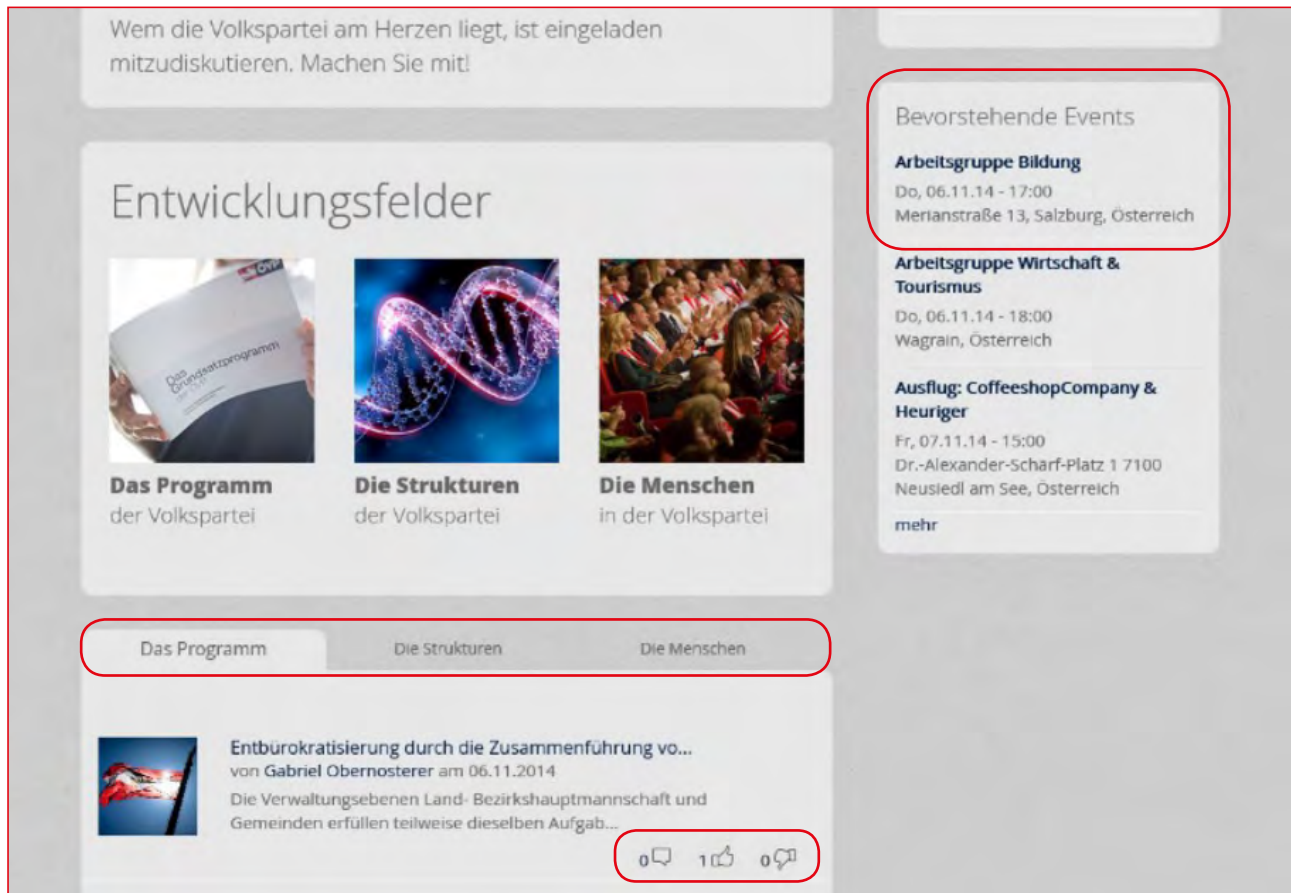 Wem die Volkspartei am Herzen liegt, ist eingeladen
mitzudiskutieren. Machen Sie mit!
Entwicklungsfelder
ÖVP
Das
Grundsatzprogramm
der ÖVP
Das Programm
der Volkspartei
Die Strukturen
der Volkspartei
Die Menschen
in der Volkspartei
Das Programm
Die Strukturen
Die Menschen
Entbürokratisierung durch die Zusammenführung vo...
von Gabriel Obernosterer am 06.11.2014
Die Verwaltungsebenen Land- Bezirkshauptmannschaft und
Gemeinden erfüllen teilweise dieselben Aufgab...
0 1 0
Bevorstehende Events
Arbeitsgruppe Bildung
Do, 06.11.14 - 17:00
Merianstraße 13, Salzburg, Österreich
Arbeitsgruppe Wirtschaft &
Tourismus
Do, 06.11.14 - 18:00
Wagrain, Österreich
Ausflug: CoffeeshopCompany &
Heuriger
Fr, 07.11.14 - 15:00
Dr.-Alexander-Scharf-Platz 1 7100
Neusiedl am See, Österreich
mehr